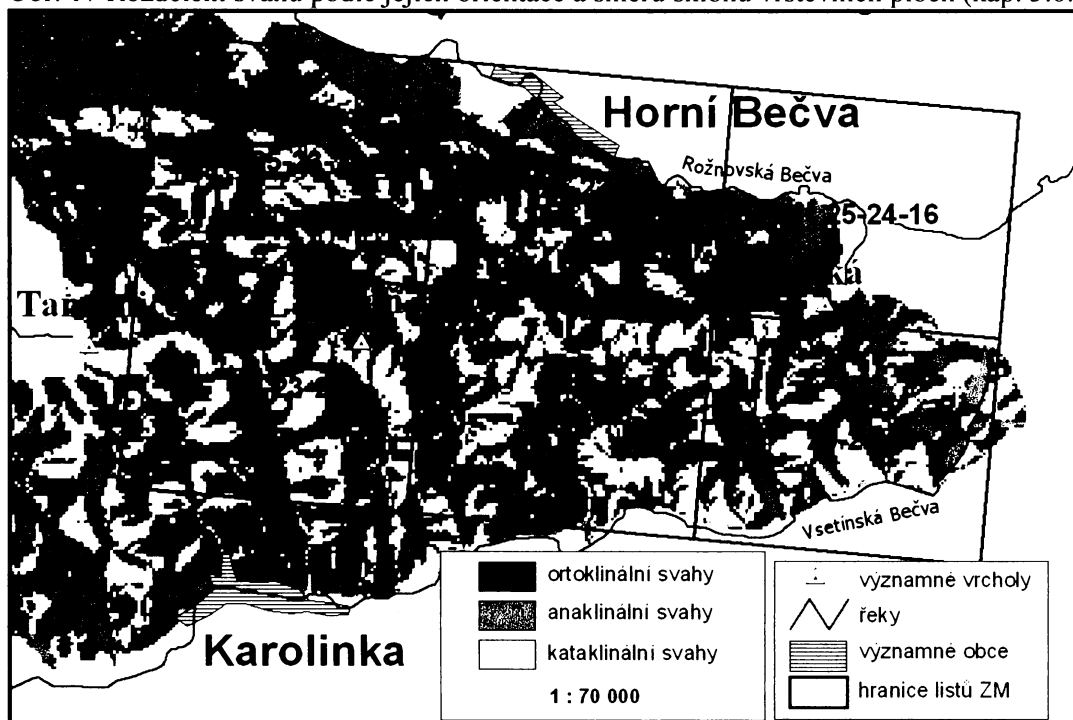 Horní Bečva
Rožnovská Bečva
25-24-16
Vsetínská Bečva
Karolinka
ortoklinální svahy
anaklinální svahy
kataklinální svahy
1 : 70 000
významné vrcholy
řeky
významné obce
hranice listů ZM